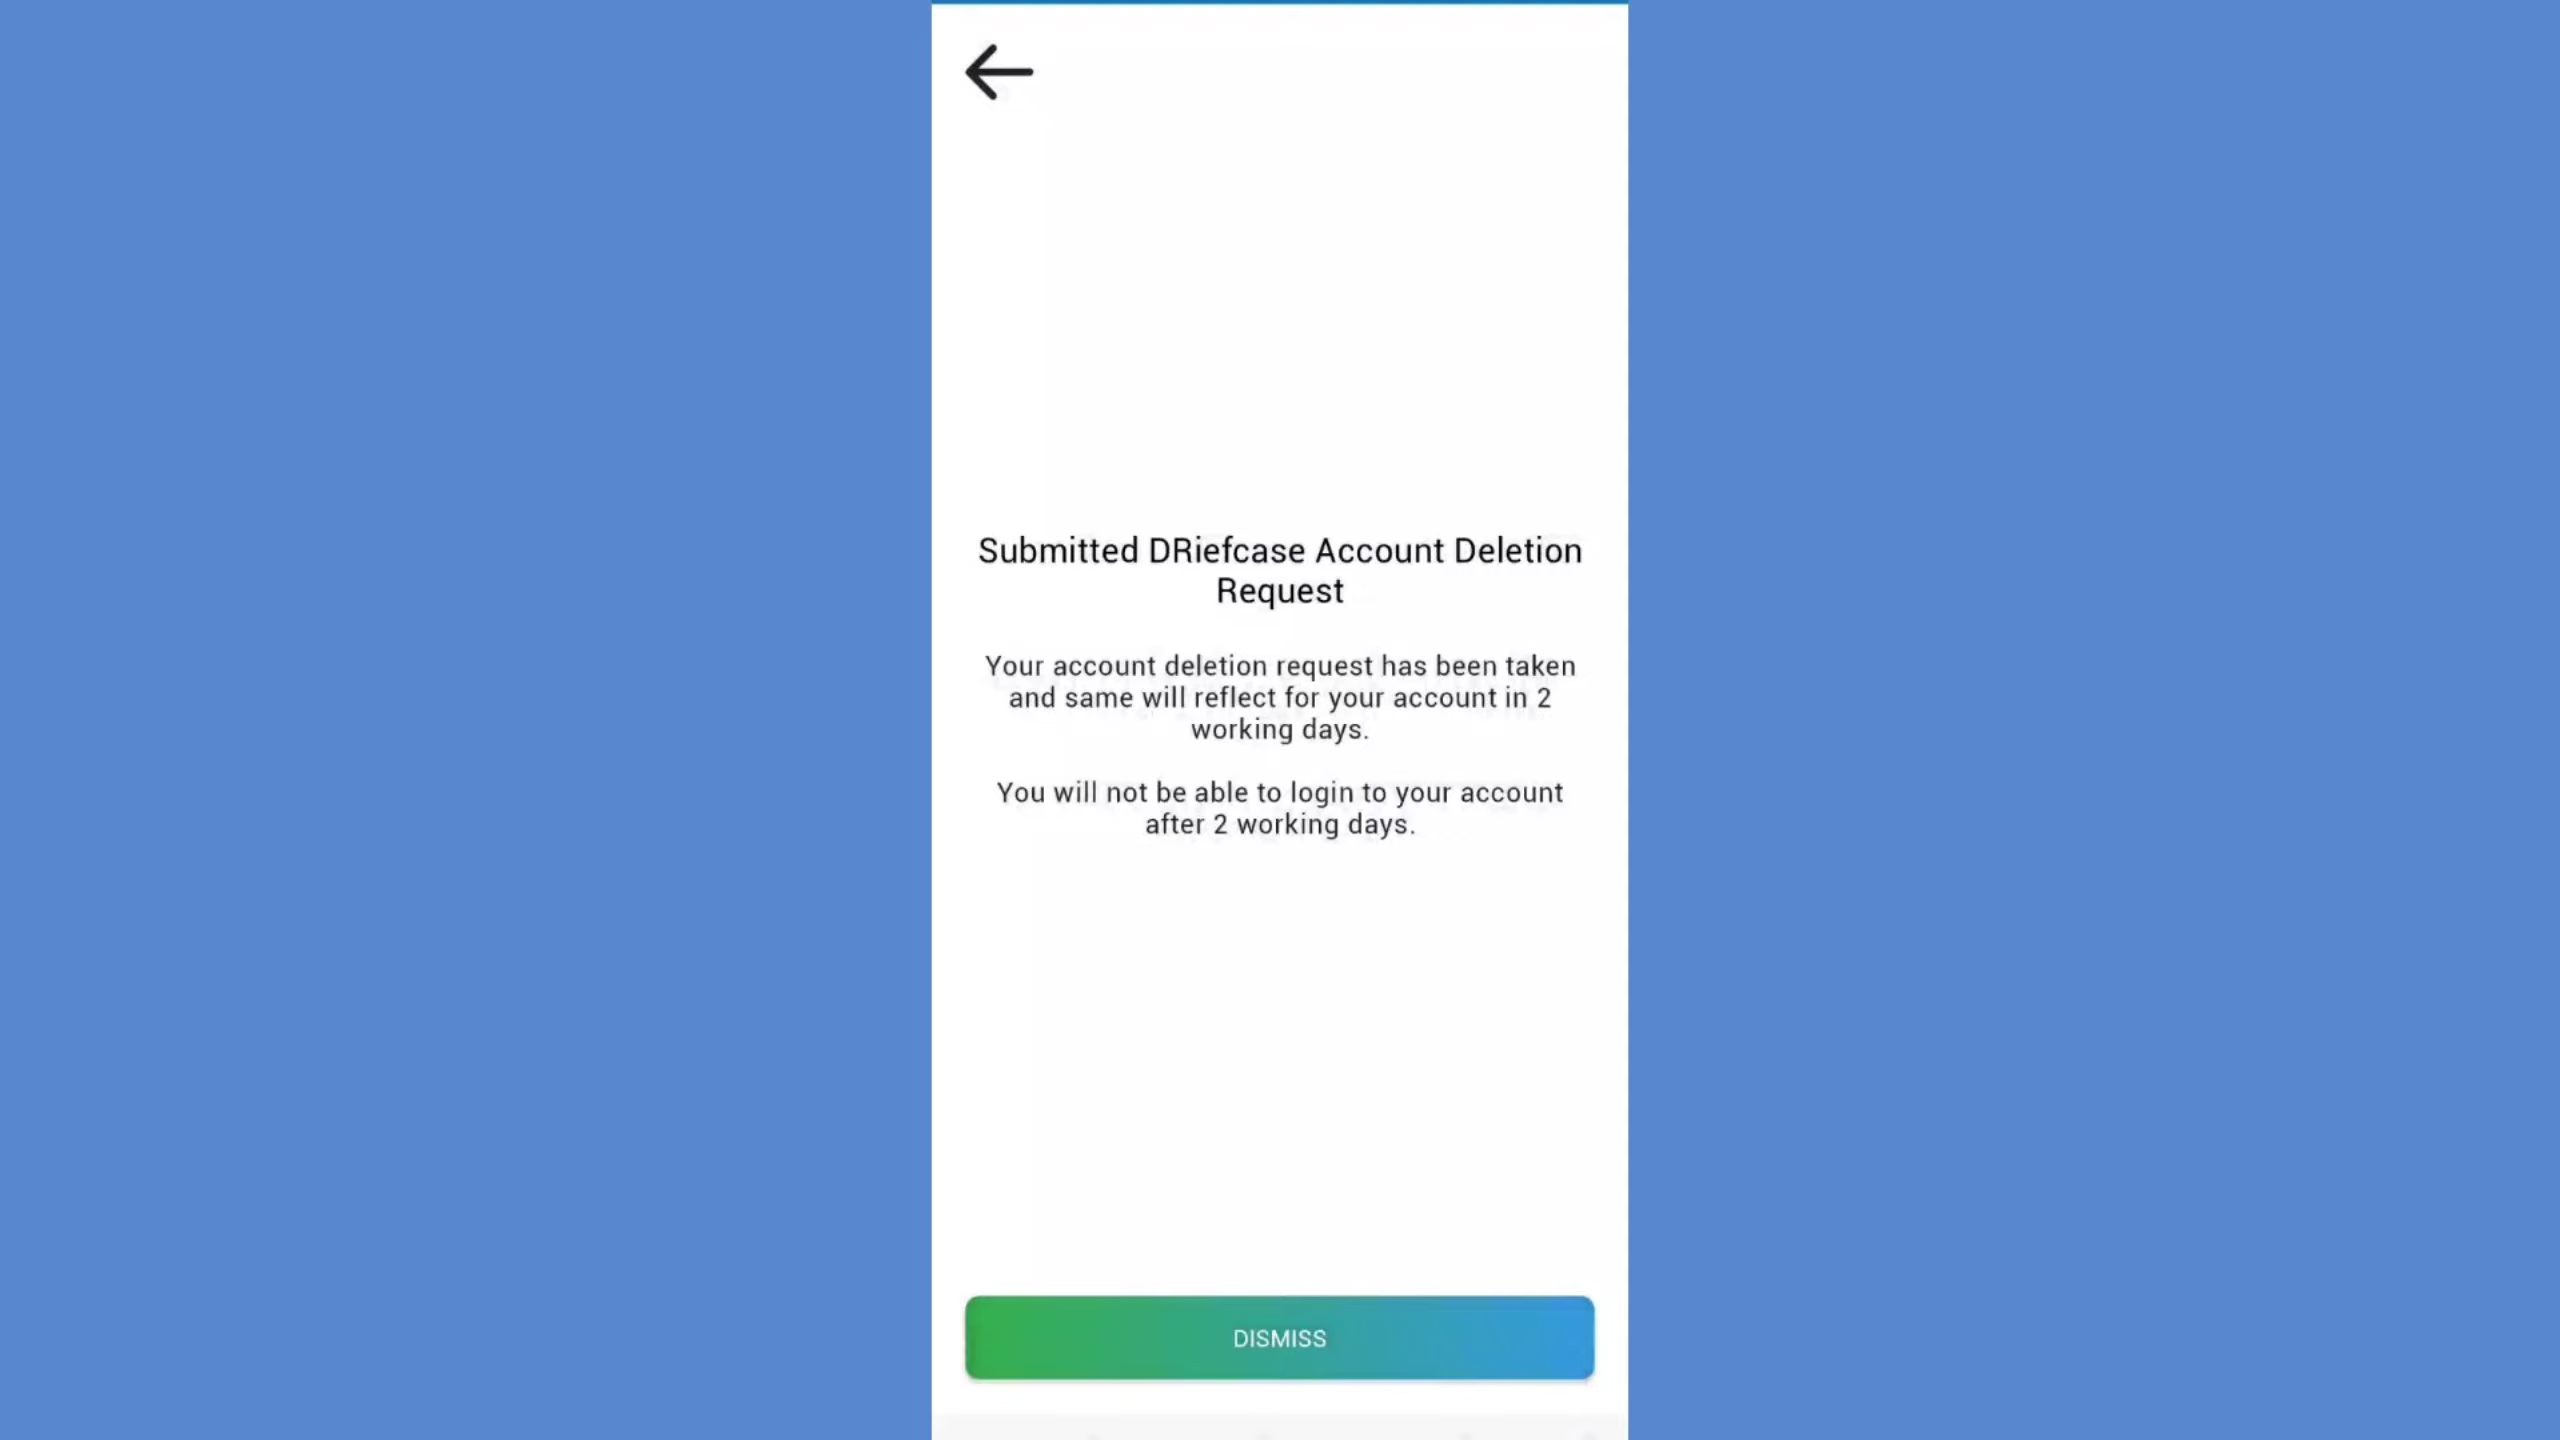 Submitted DRiefcase Account Deletion
Request
Your account deletion request has been taken
and same will reflect for your account in 2
working days.
You will not be able to login to your account
after 2 working days.
DISMISS